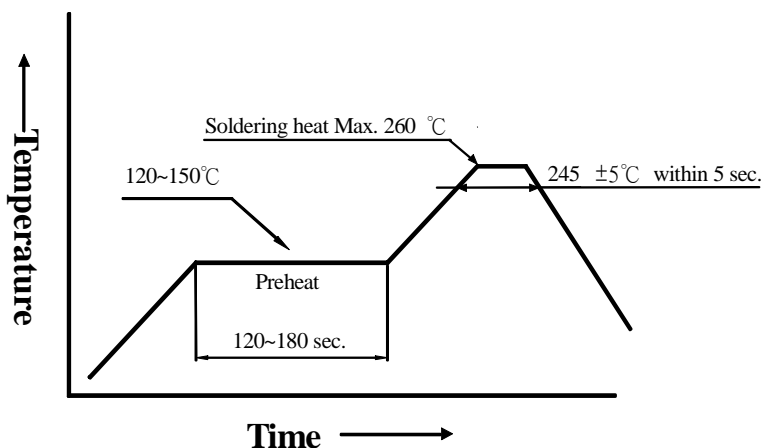 Temperature
Soldering heat Max. 260 ℃
120~150℃
245 ±5℃ within 5 sec.
Preheat
120~180 sec.
Time